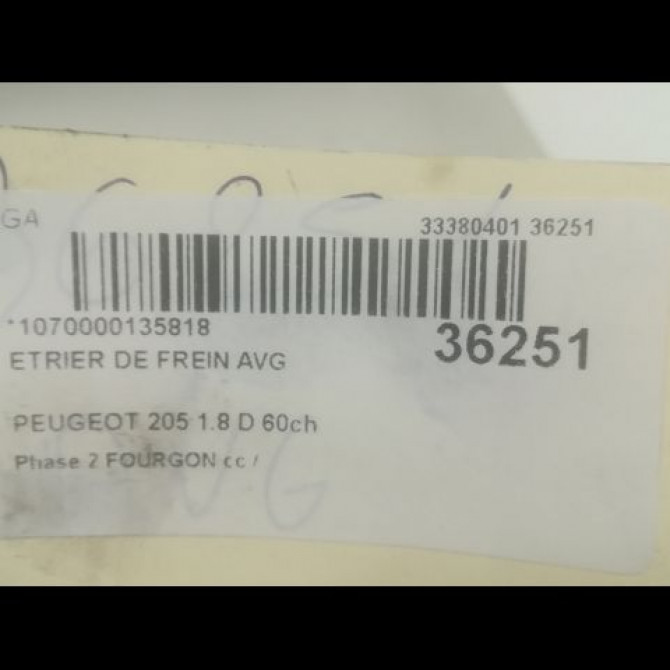 GA
33380401 36251
*1070000135818
36251
ETRIER DE FREIN AVG
PEUGEOT 205 1.8 D 60ch
Phase 2 FOURGON cc /